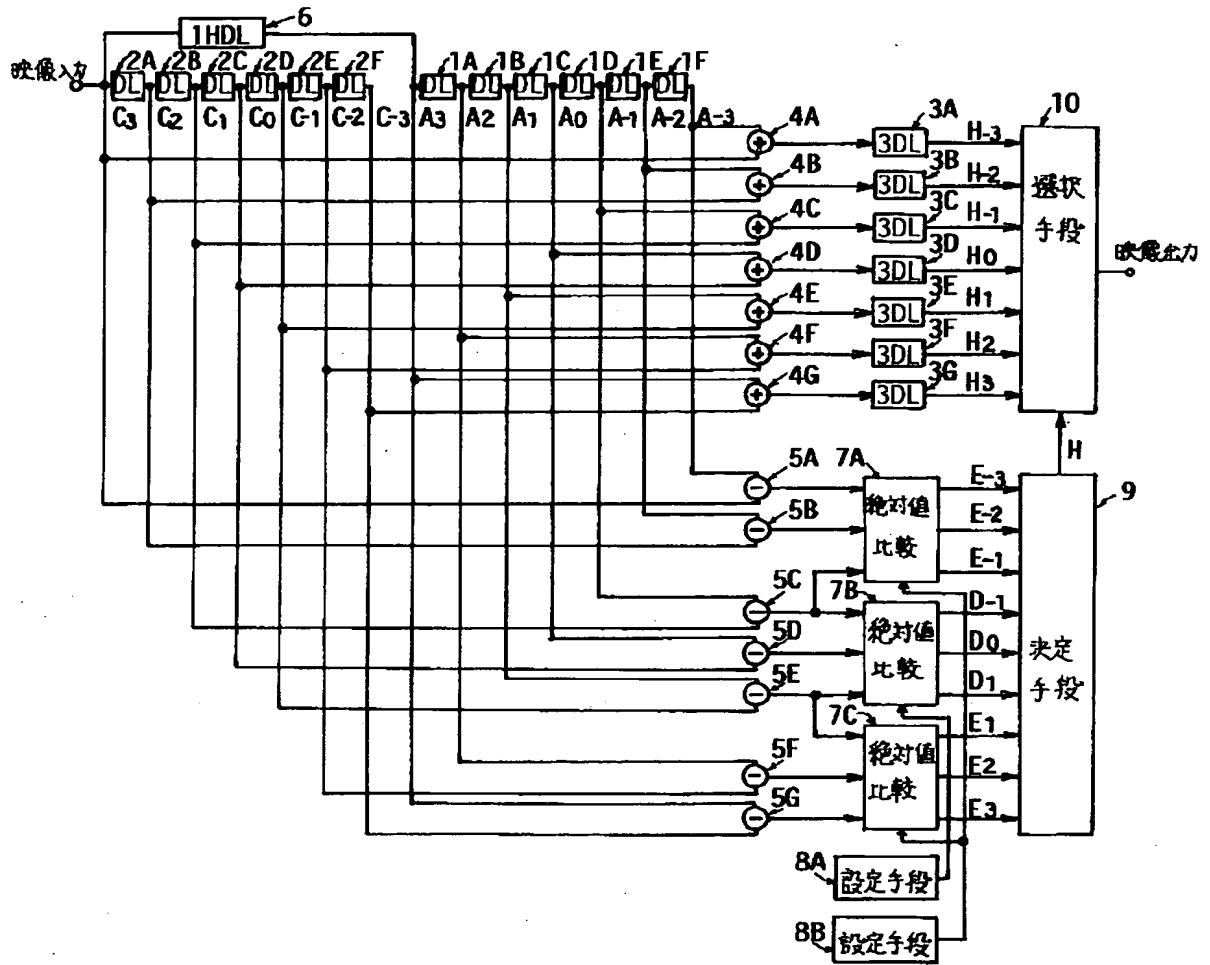 6
1HDL
映像入力
2A 2B 2C 2D 2E 2F 1A 1B 1C 1D 1E 1F
DL DL DL DL DL DL DL DL DL DL DL DL
C3 C2 C1 C0 C-1 C-2 C-3 A3 A2 A1 A0 A-1 A-2 A-3
4A 3A 10
3DL H-3
4B 3B
3DL H-2
4C 3C
3DL H-1
4D 3D
3DL H0
4E 3E
3DL H1
4F 3F
3DL H2
4G 3G
3DL H3
選択
手段
映像出力
H
5A 7A
E-3
9
5B
絶対値
比較
E-2
E-1
5C 7B
D-1
5D
絶対値
比較
D0
5E
D1
決定
手段
7C
E1
5F
絶対値
比較
E2
5G
E3
8A
設定手段
8B
設定手段